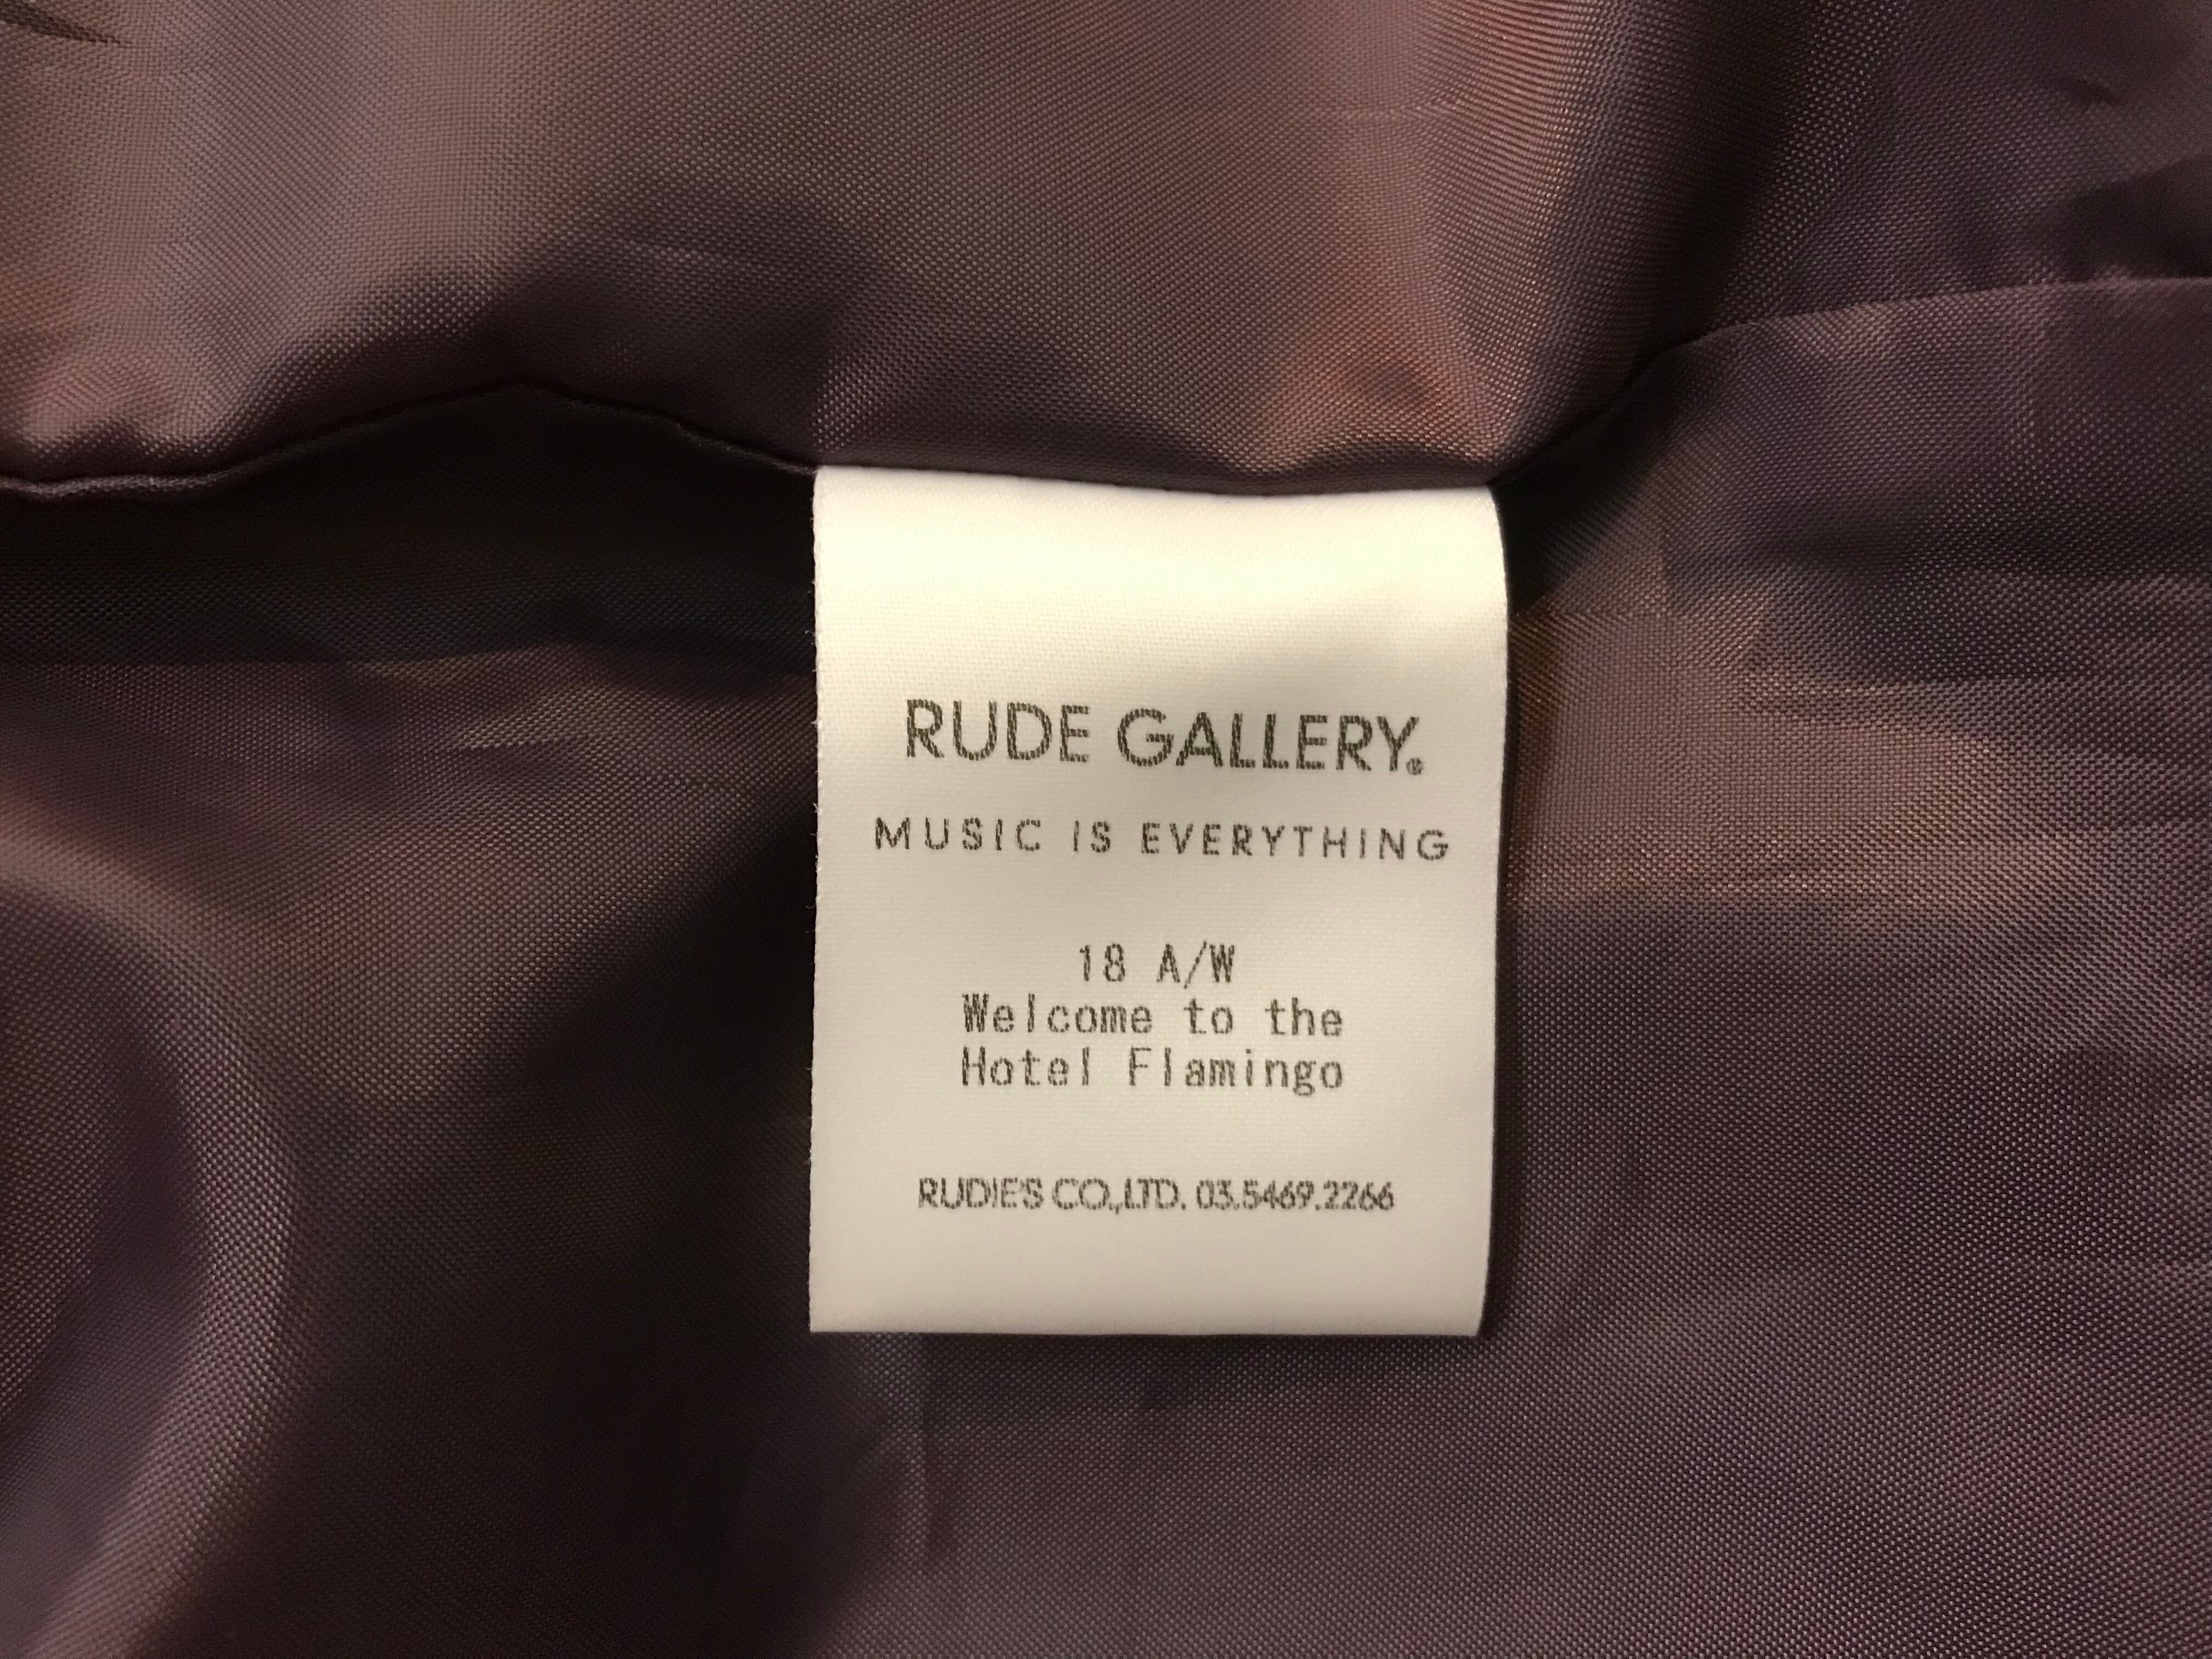 RUDE GALLERY®
MUSIC IS EVERYTHING
18 A/W
Welcome to the
Hotel Flamingo
RUDIE'S CO.,LTD. 03.5469.2266